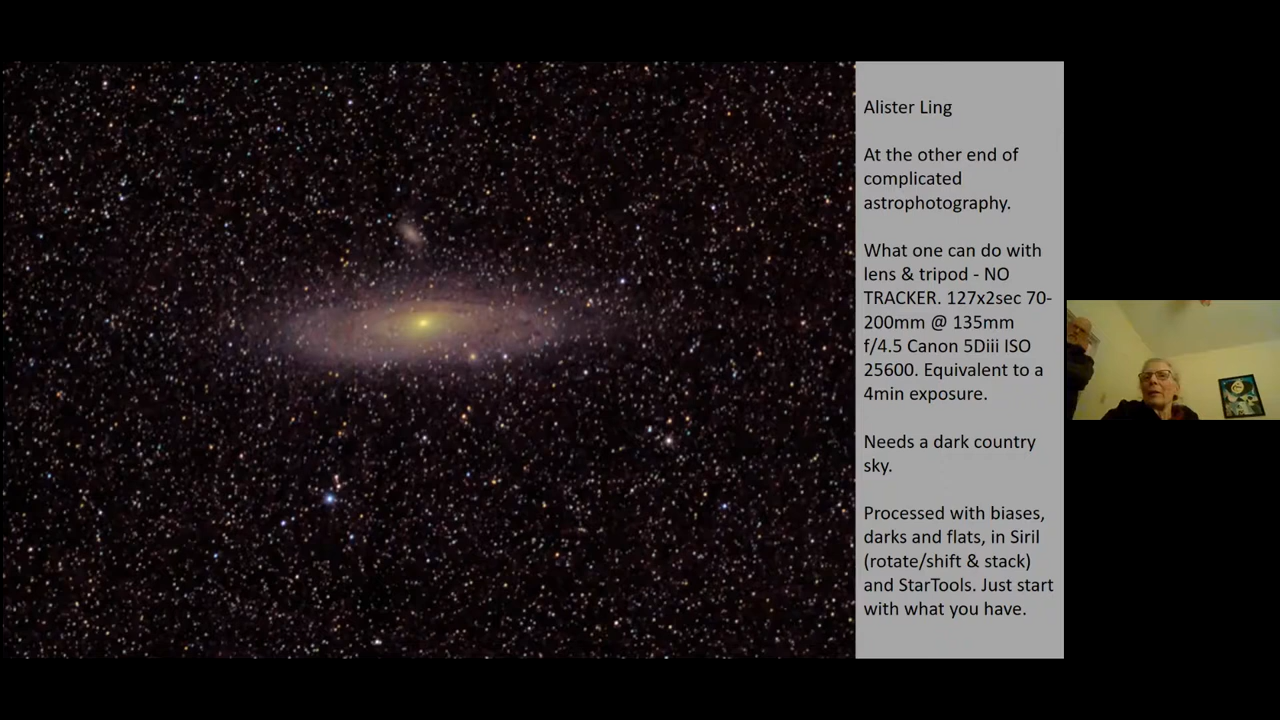 Alister Ling
At the other end of
complicated
astrophotography.
What one can do with
lens & tripod - NO
TRACKER. 127x2sec 70-
200mm @ 135mm
f/4.5 Canon 5Diii ISO
25600. Equivalent to a
4min exposure.
Needs a dark country
sky.
Processed with biases,
darks and flats, in Siril
(rotate/shift & stack)
and StarTools. Just start
with what you have.